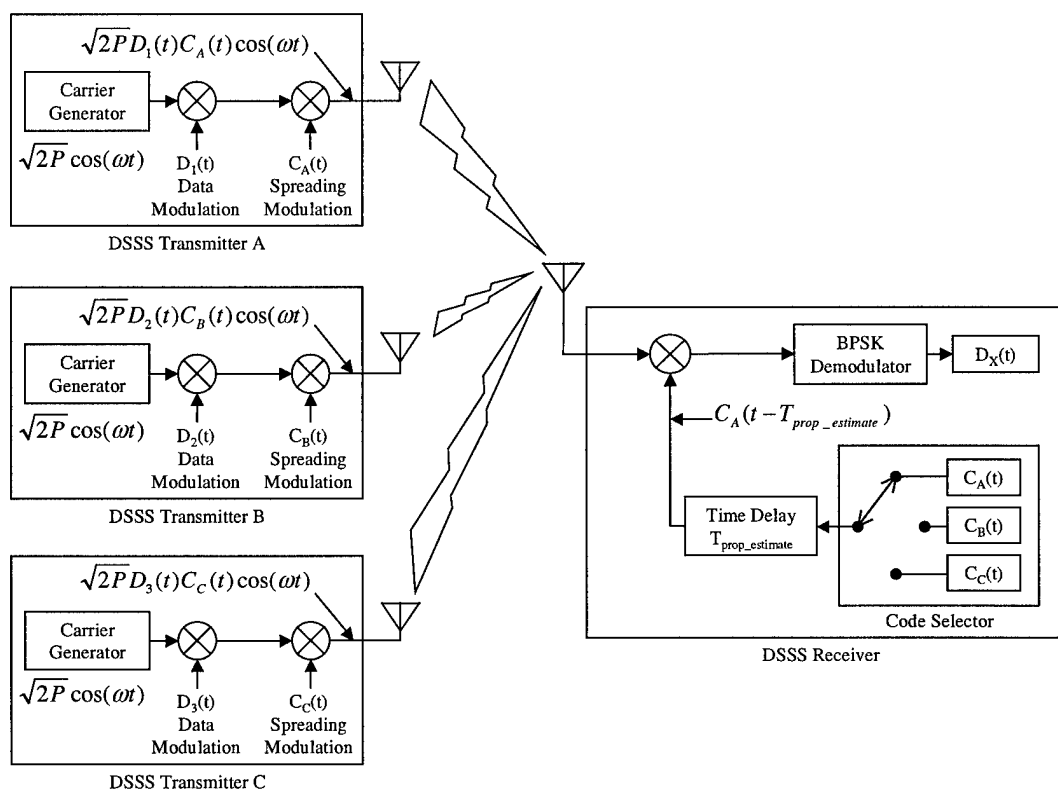 √2P D₁(t)C_A(t)cos(ωt)
Carrier
Generator
√2P cos(ωt)
D₁(t)
Data
Modulation
C_A(t)
Spreading
Modulation
DSSS Transmitter A
√2P D₂(t)C_B(t)cos(ωt)
Carrier
Generator
√2P cos(ωt)
D₂(t)
Data
Modulation
C_B(t)
Spreading
Modulation
DSSS Transmitter B
√2P D₃(t)C_C(t)cos(ωt)
Carrier
Generator
√2P cos(ωt)
D₃(t)
Data
Modulation
C_C(t)
Spreading
Modulation
DSSS Transmitter C
BPSK
Demodulator
D_X(t)
C_A(t − T_prop_estimate)
Time Delay
T_prop_estimate
C_A(t)
C_B(t)
C_C(t)
Code Selector
DSSS Receiver